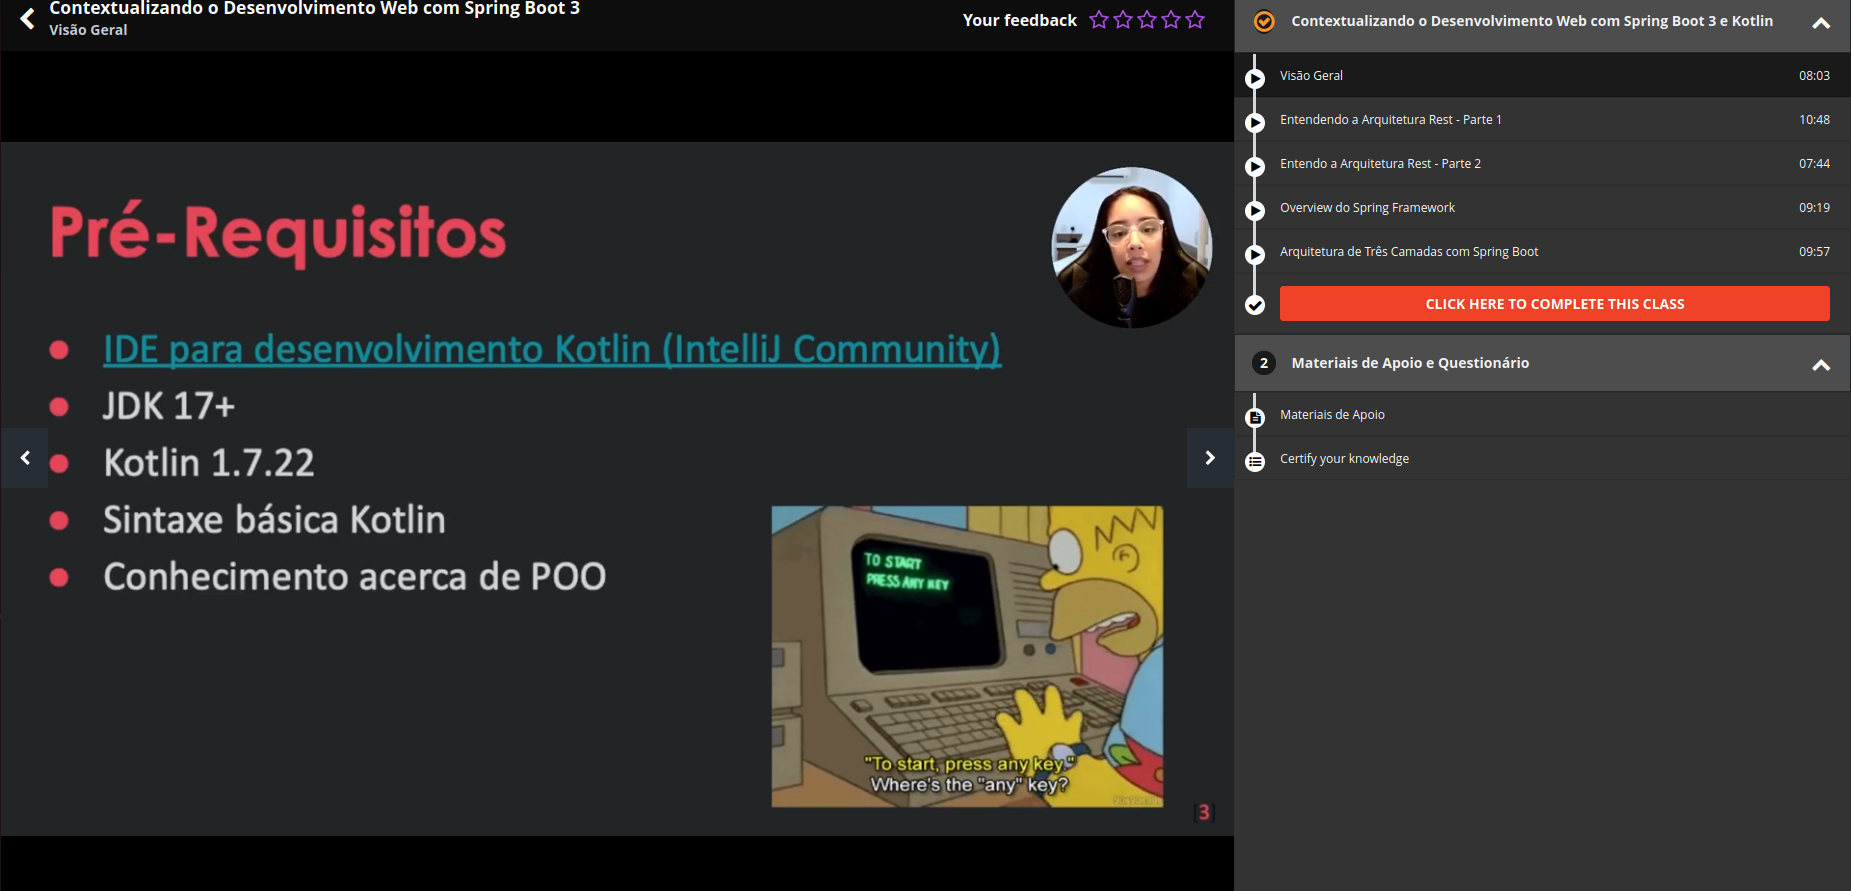 Contextualizando o Desenvolvimento Web com Spring Boot 3
Visão Geral
Your feedback
Pré-Requisitos
IDE para desenvolvimento Kotlin (IntelliJ Community)
JDK 17+
Kotlin 1.7.22
Sintaxe básica Kotlin
Conhecimento acerca de POO
TO START
PRESS ANY KEY
"To start, press any key."
Where's the "any" key?
3
Contextualizando o Desenvolvimento Web com Spring Boot 3 e Kotlin
Visão Geral 08:03
Entendendo a Arquitetura Rest - Parte 1 10:48
Entendo a Arquitetura Rest - Parte 2 07:44
Overview do Spring Framework 09:19
Arquitetura de Três Camadas com Spring Boot 09:57
CLICK HERE TO COMPLETE THIS CLASS
2 Materiais de Apoio e Questionário
Materiais de Apoio
Certify your knowledge